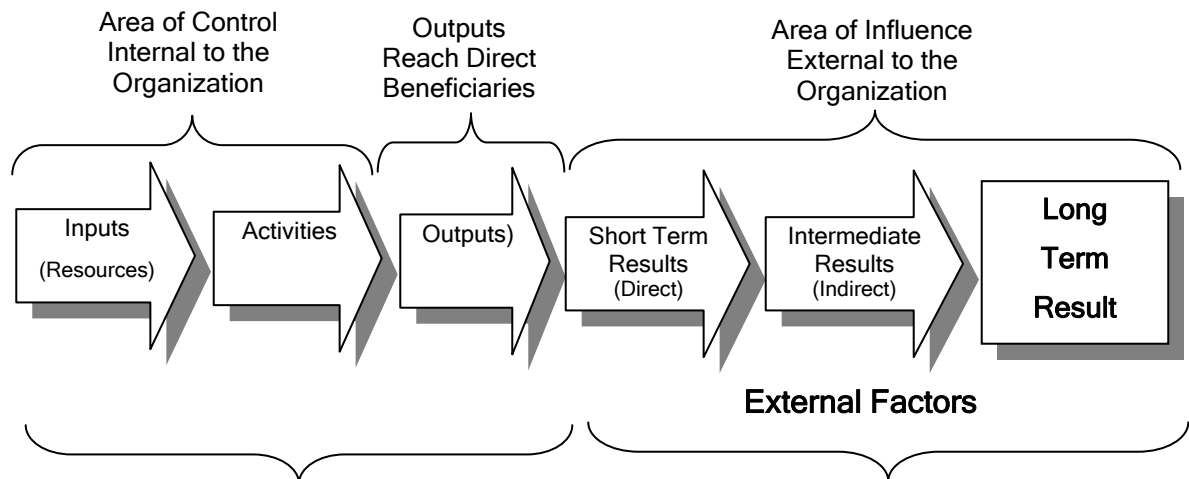 Area of Control
Internal to the
Organization
Outputs
Reach Direct
Beneficiaries
Area of Influence
External to the
Organization
Inputs
(Resources)
Activities
Outputs)
Short Term
Results
(Direct)
Intermediate
Results
(Indirect)
Long
Term
Result
External Factors